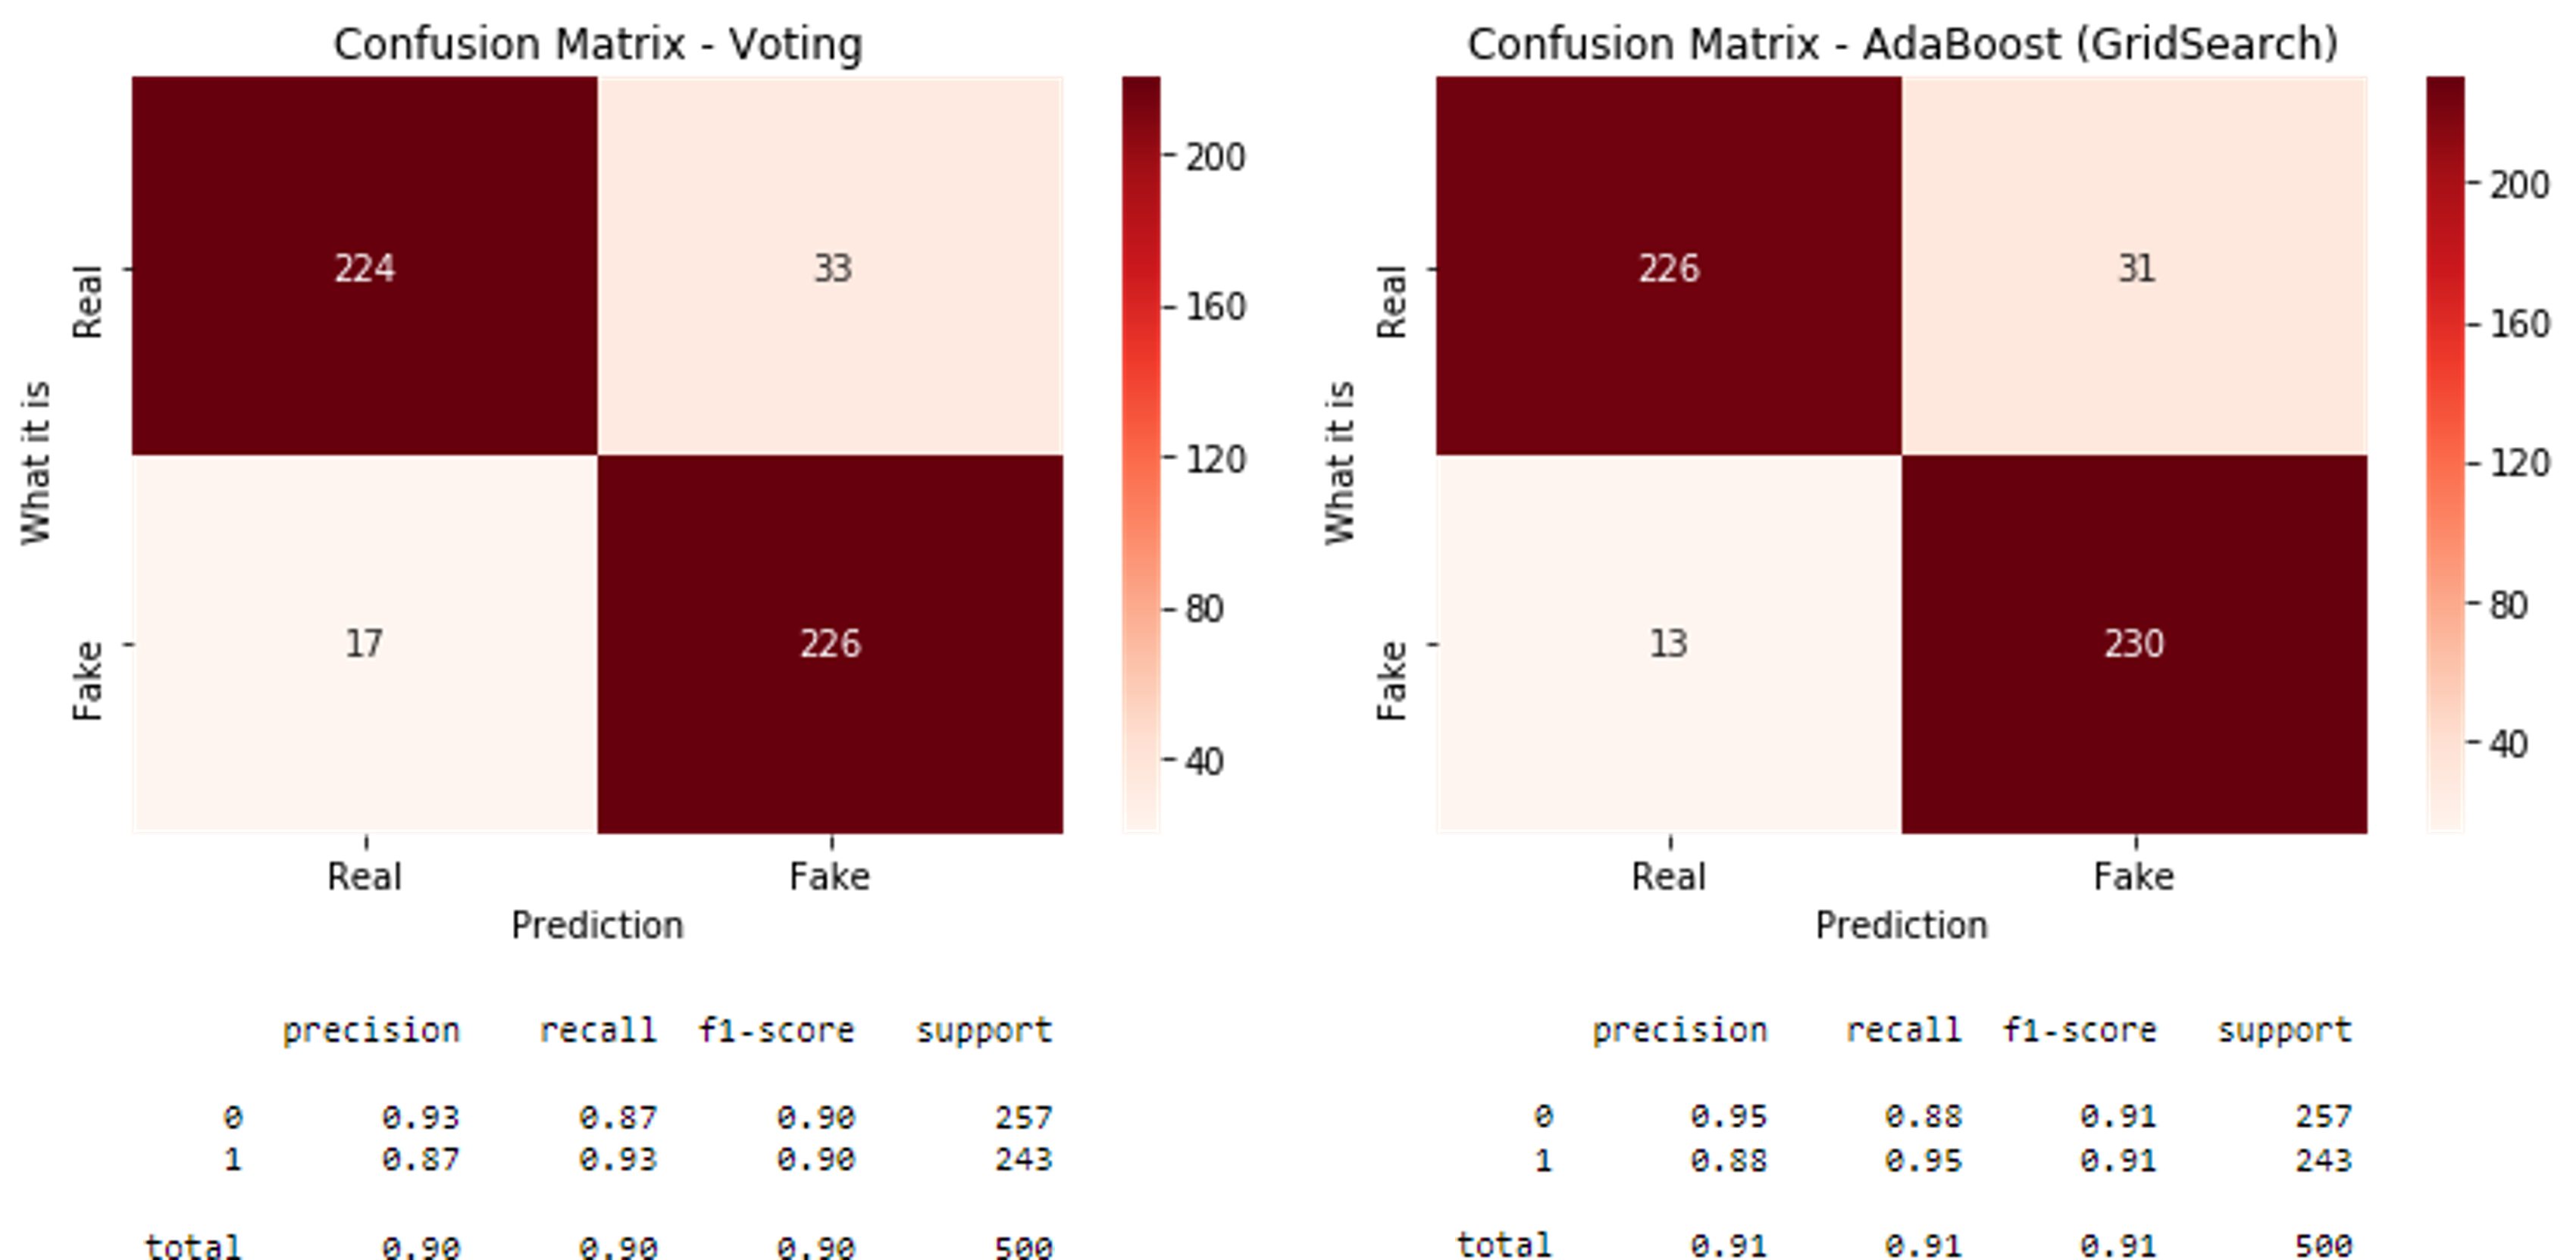 Confusion Matrix - Voting
224 33
17 226
Real
Fake
What it is
Real Fake
Prediction
200
160
120
80
40
precision recall f1-score support
0 0.93 0.87 0.90 257
1 0.87 0.93 0.90 243
total 0.90 0.90 0.90 500
Confusion Matrix - AdaBoost (GridSearch)
226 31
13 230
Real
Fake
What it is
Real Fake
Prediction
200
160
120
80
40
precision recall f1-score support
0 0.95 0.88 0.91 257
1 0.88 0.95 0.91 243
total 0.91 0.91 0.91 500